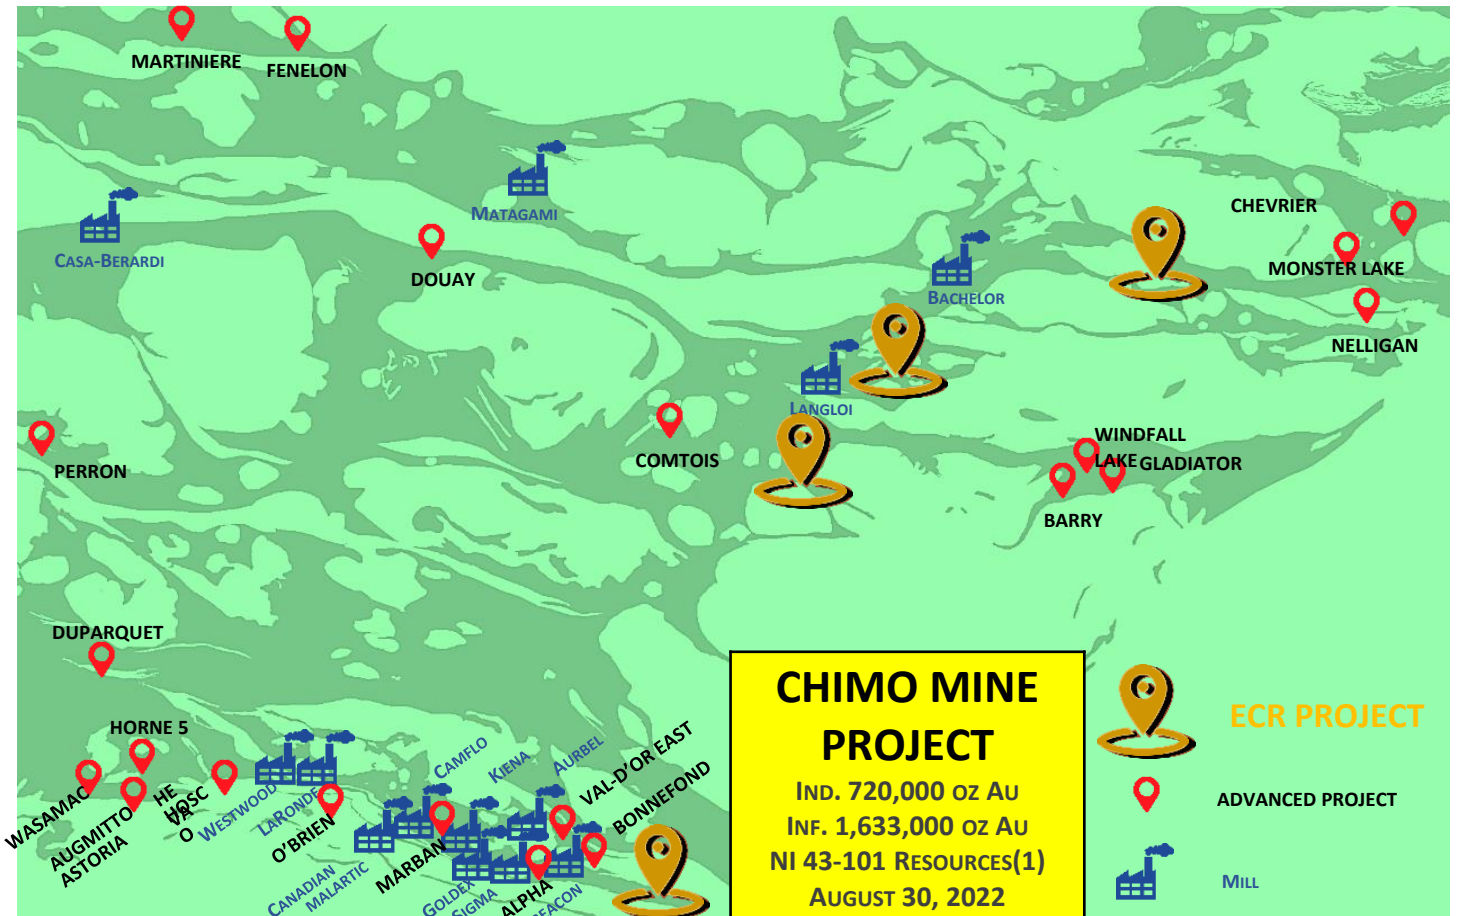 MARTINIERE
FENELON
MATAGAMI
CASA-BERARDI
DOUAY
CHEVRIER
MONSTER LAKE
BACHELOR
NELLIGAN
LANGLOI
PERRON
COMTOIS
WINDFALL
LAKE
GLADIATOR
BARRY
DUPARQUET
HORNE 5
WASAMAC
AUGMITTO
ASTORIA
HOSC
WESTWOOD
LARONDE
O'BRIEN
CANADIAN
MALARTIC
MARBAN
CAMFLO
KIENA
AURBEL
VAL-D'OR EAST
BONNEFOND
GOLDEX
SIGMA
ALPHA
CHIMO MINE
PROJECT
IND. 720,000 OZ AU
INF. 1,633,000 OZ AU
NI 43-101 RESOURCES(1)
AUGUST 30, 2022
ECR PROJECT
ADVANCED PROJECT
MILL